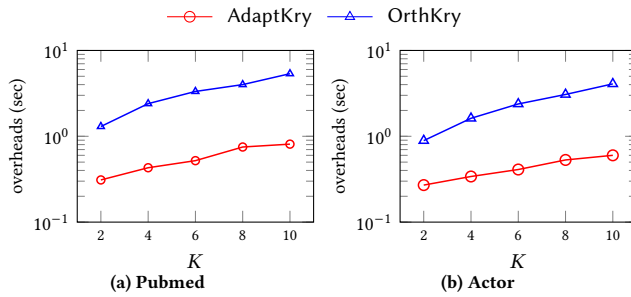 AdaptKry OrthKry
overheads (sec)
10^1
10^0
10^−1
2 4 6 8 10
K
(a) Pubmed
overheads (sec)
10^1
10^0
10^−1
2 4 6 8 10
K
(b) Actor